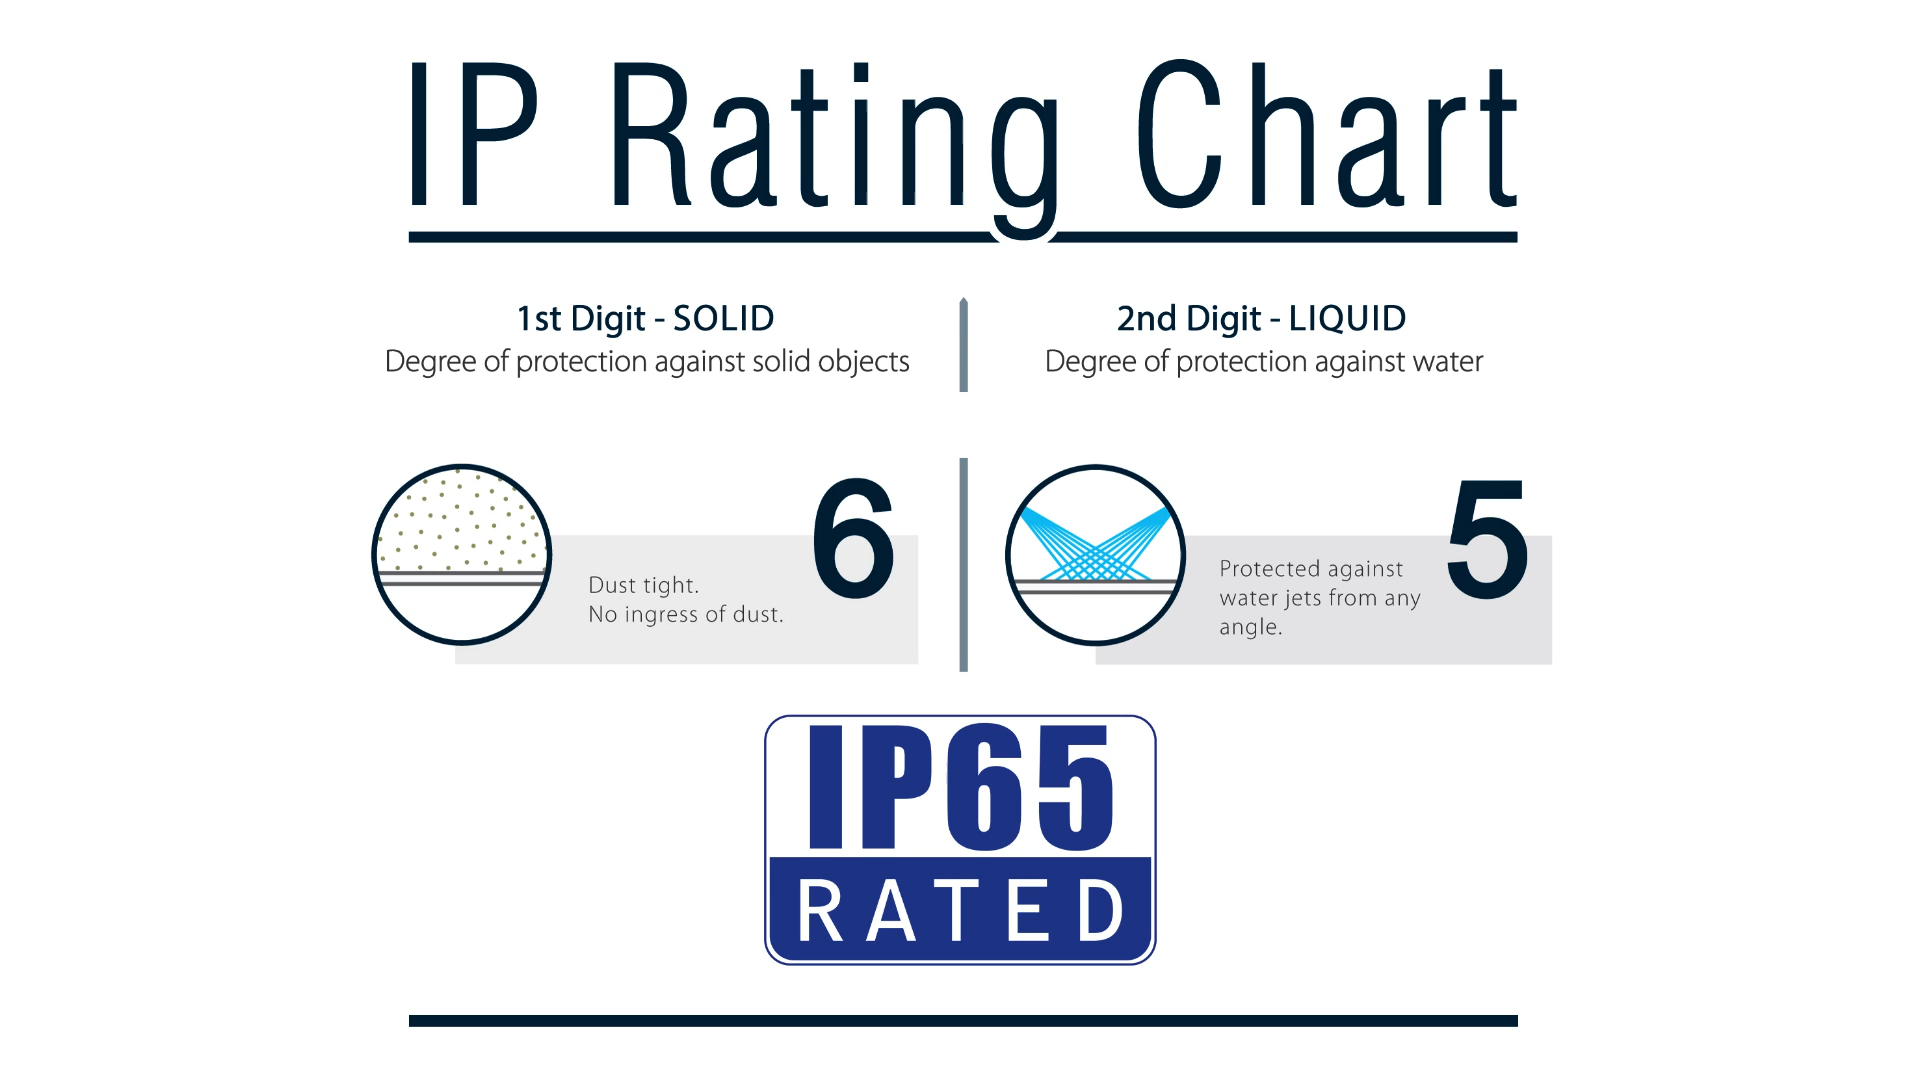 IP Rating Chart
1st Digit - SOLID
Degree of protection against solid objects
2nd Digit - LIQUID
Degree of protection against water
6
Dust tight.
No ingress of dust.
5
Protected against
water jets from any
angle.
IP65
RATED